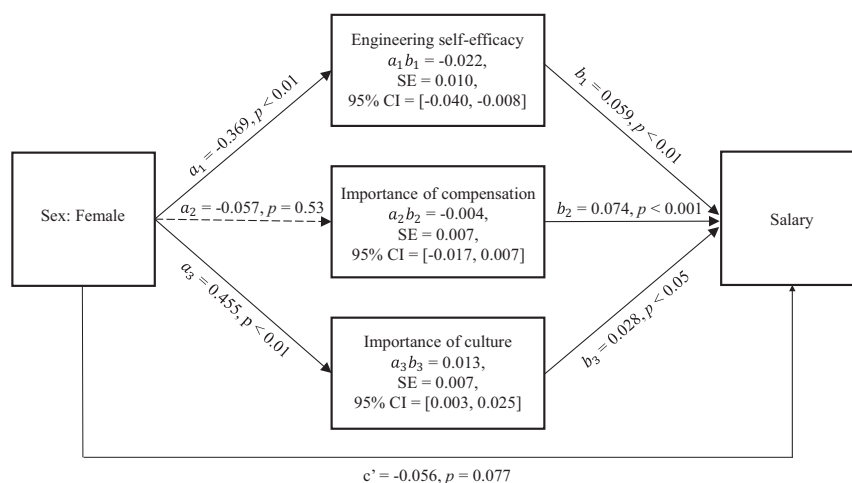 Engineering self-efficacy
a₁b₁ = -0.022,
SE = 0.010,
95% CI = [-0.040, -0.008]
a₁ = -0.369, p < 0.01
b₁ = 0.059, p < 0.01
Sex: Female
a₂ = -0.057, p = 0.53
Importance of compensation
a₂b₂ = -0.004,
SE = 0.007,
95% CI = [-0.017, 0.007]
b₂ = 0.074, p < 0.001
Salary
a₃ = 0.455, p < 0.01
Importance of culture
a₃b₃ = 0.013,
SE = 0.007,
95% CI = [0.003, 0.025]
b₃ = 0.028, p < 0.05
c’ = -0.056, p = 0.077